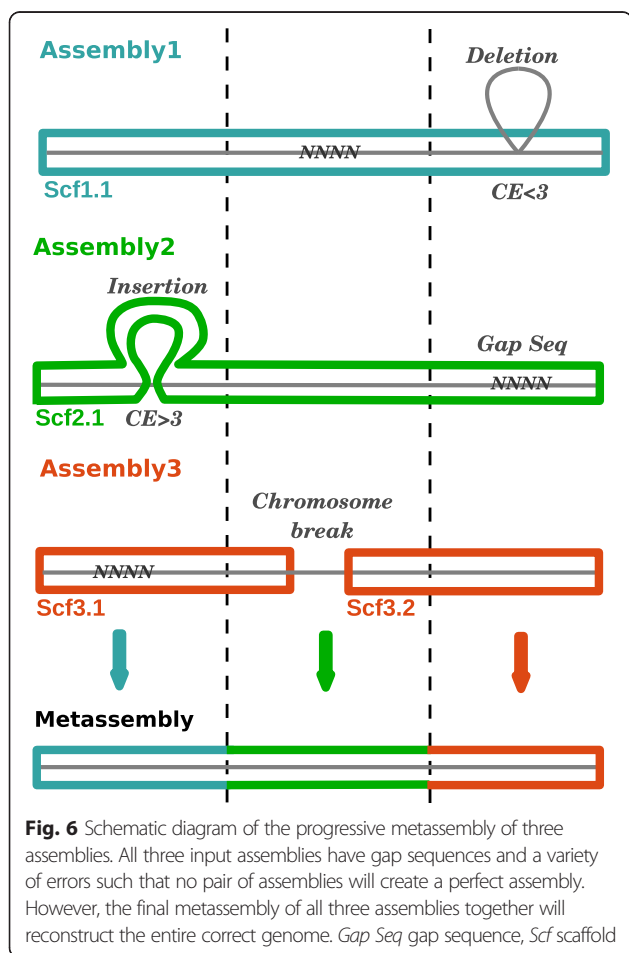 Assembly1
Deletion
NNNN
Scf1.1
CE<3
Assembly2
Insertion
Gap Seq
NNNN
Scf2.1
CE>3
Assembly3
Chromosome
break
NNNN
Scf3.1
Scf3.2
Metassembly
Fig. 6 Schematic diagram of the progressive metassembly of three
assemblies. All three input assemblies have gap sequences and a variety
of errors such that no pair of assemblies will create a perfect assembly.
However, the final metassembly of all three assemblies together will
reconstruct the entire correct genome. Gap Seq gap sequence, Scf scaffold